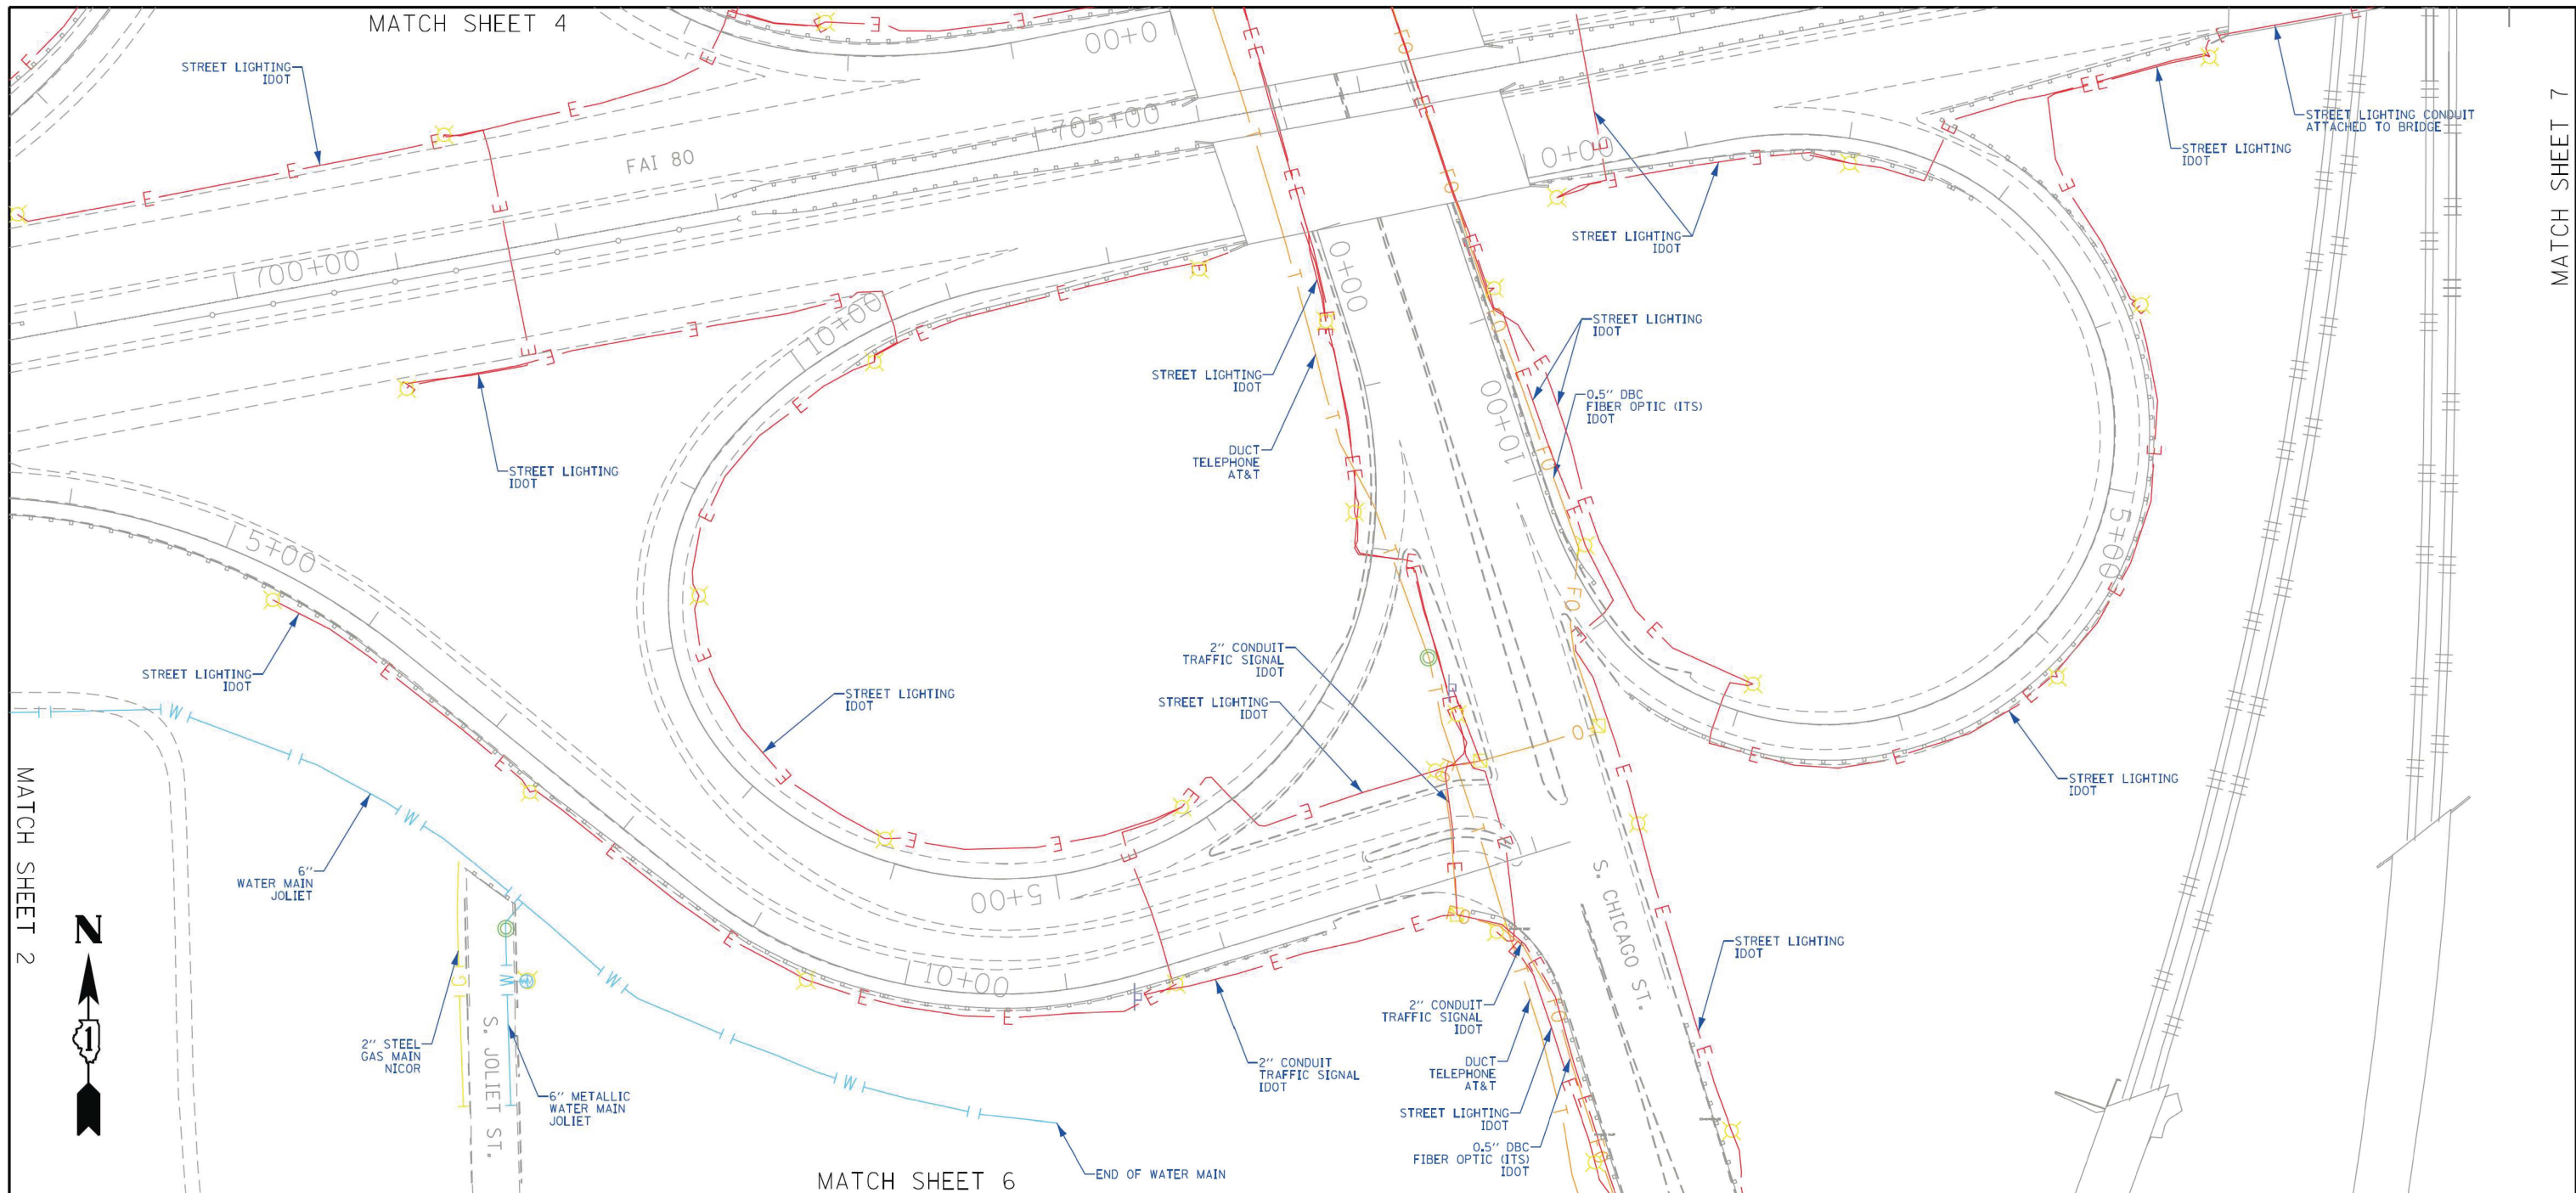 MATCH SHEET 4
STREET LIGHTING
IDOT
0+00
705+00
FAI 80
700+00
0+00
STREET LIGHTING CONDUIT
ATTACHED TO BRIDGE
STREET LIGHTING
IDOT
MATCH SHEET 7
STREET LIGHTING
IDOT
0+00
10+00
STREET LIGHTING
IDOT
STREET LIGHTING
IDOT
0.5" DBC
FIBER OPTIC (ITS)
IDOT
10+00
DUCT
TELEPHONE
AT&T
STREET LIGHTING
IDOT
5+00
5+00
STREET LIGHTING
IDOT
STREET LIGHTING
IDOT
2" CONDUIT
TRAFFIC SIGNAL
IDOT
STREET LIGHTING
IDOT
STREET LIGHTING
IDOT
MATCH SHEET 2
6"
WATER MAIN
JOLIET
5+00
10+00
S. CHICAGO ST.
STREET LIGHTING
IDOT
N
1
2" STEEL
GAS MAIN
NICOR
S. JOLIET ST.
6" METALLIC
WATER MAIN
JOLIET
2" CONDUIT
TRAFFIC SIGNAL
IDOT
2" CONDUIT
TRAFFIC SIGNAL
IDOT
DUCT
TELEPHONE
AT&T
STREET LIGHTING
IDOT
0.5" DBC
FIBER OPTIC (ITS)
IDOT
END OF WATER MAIN
MATCH SHEET 6